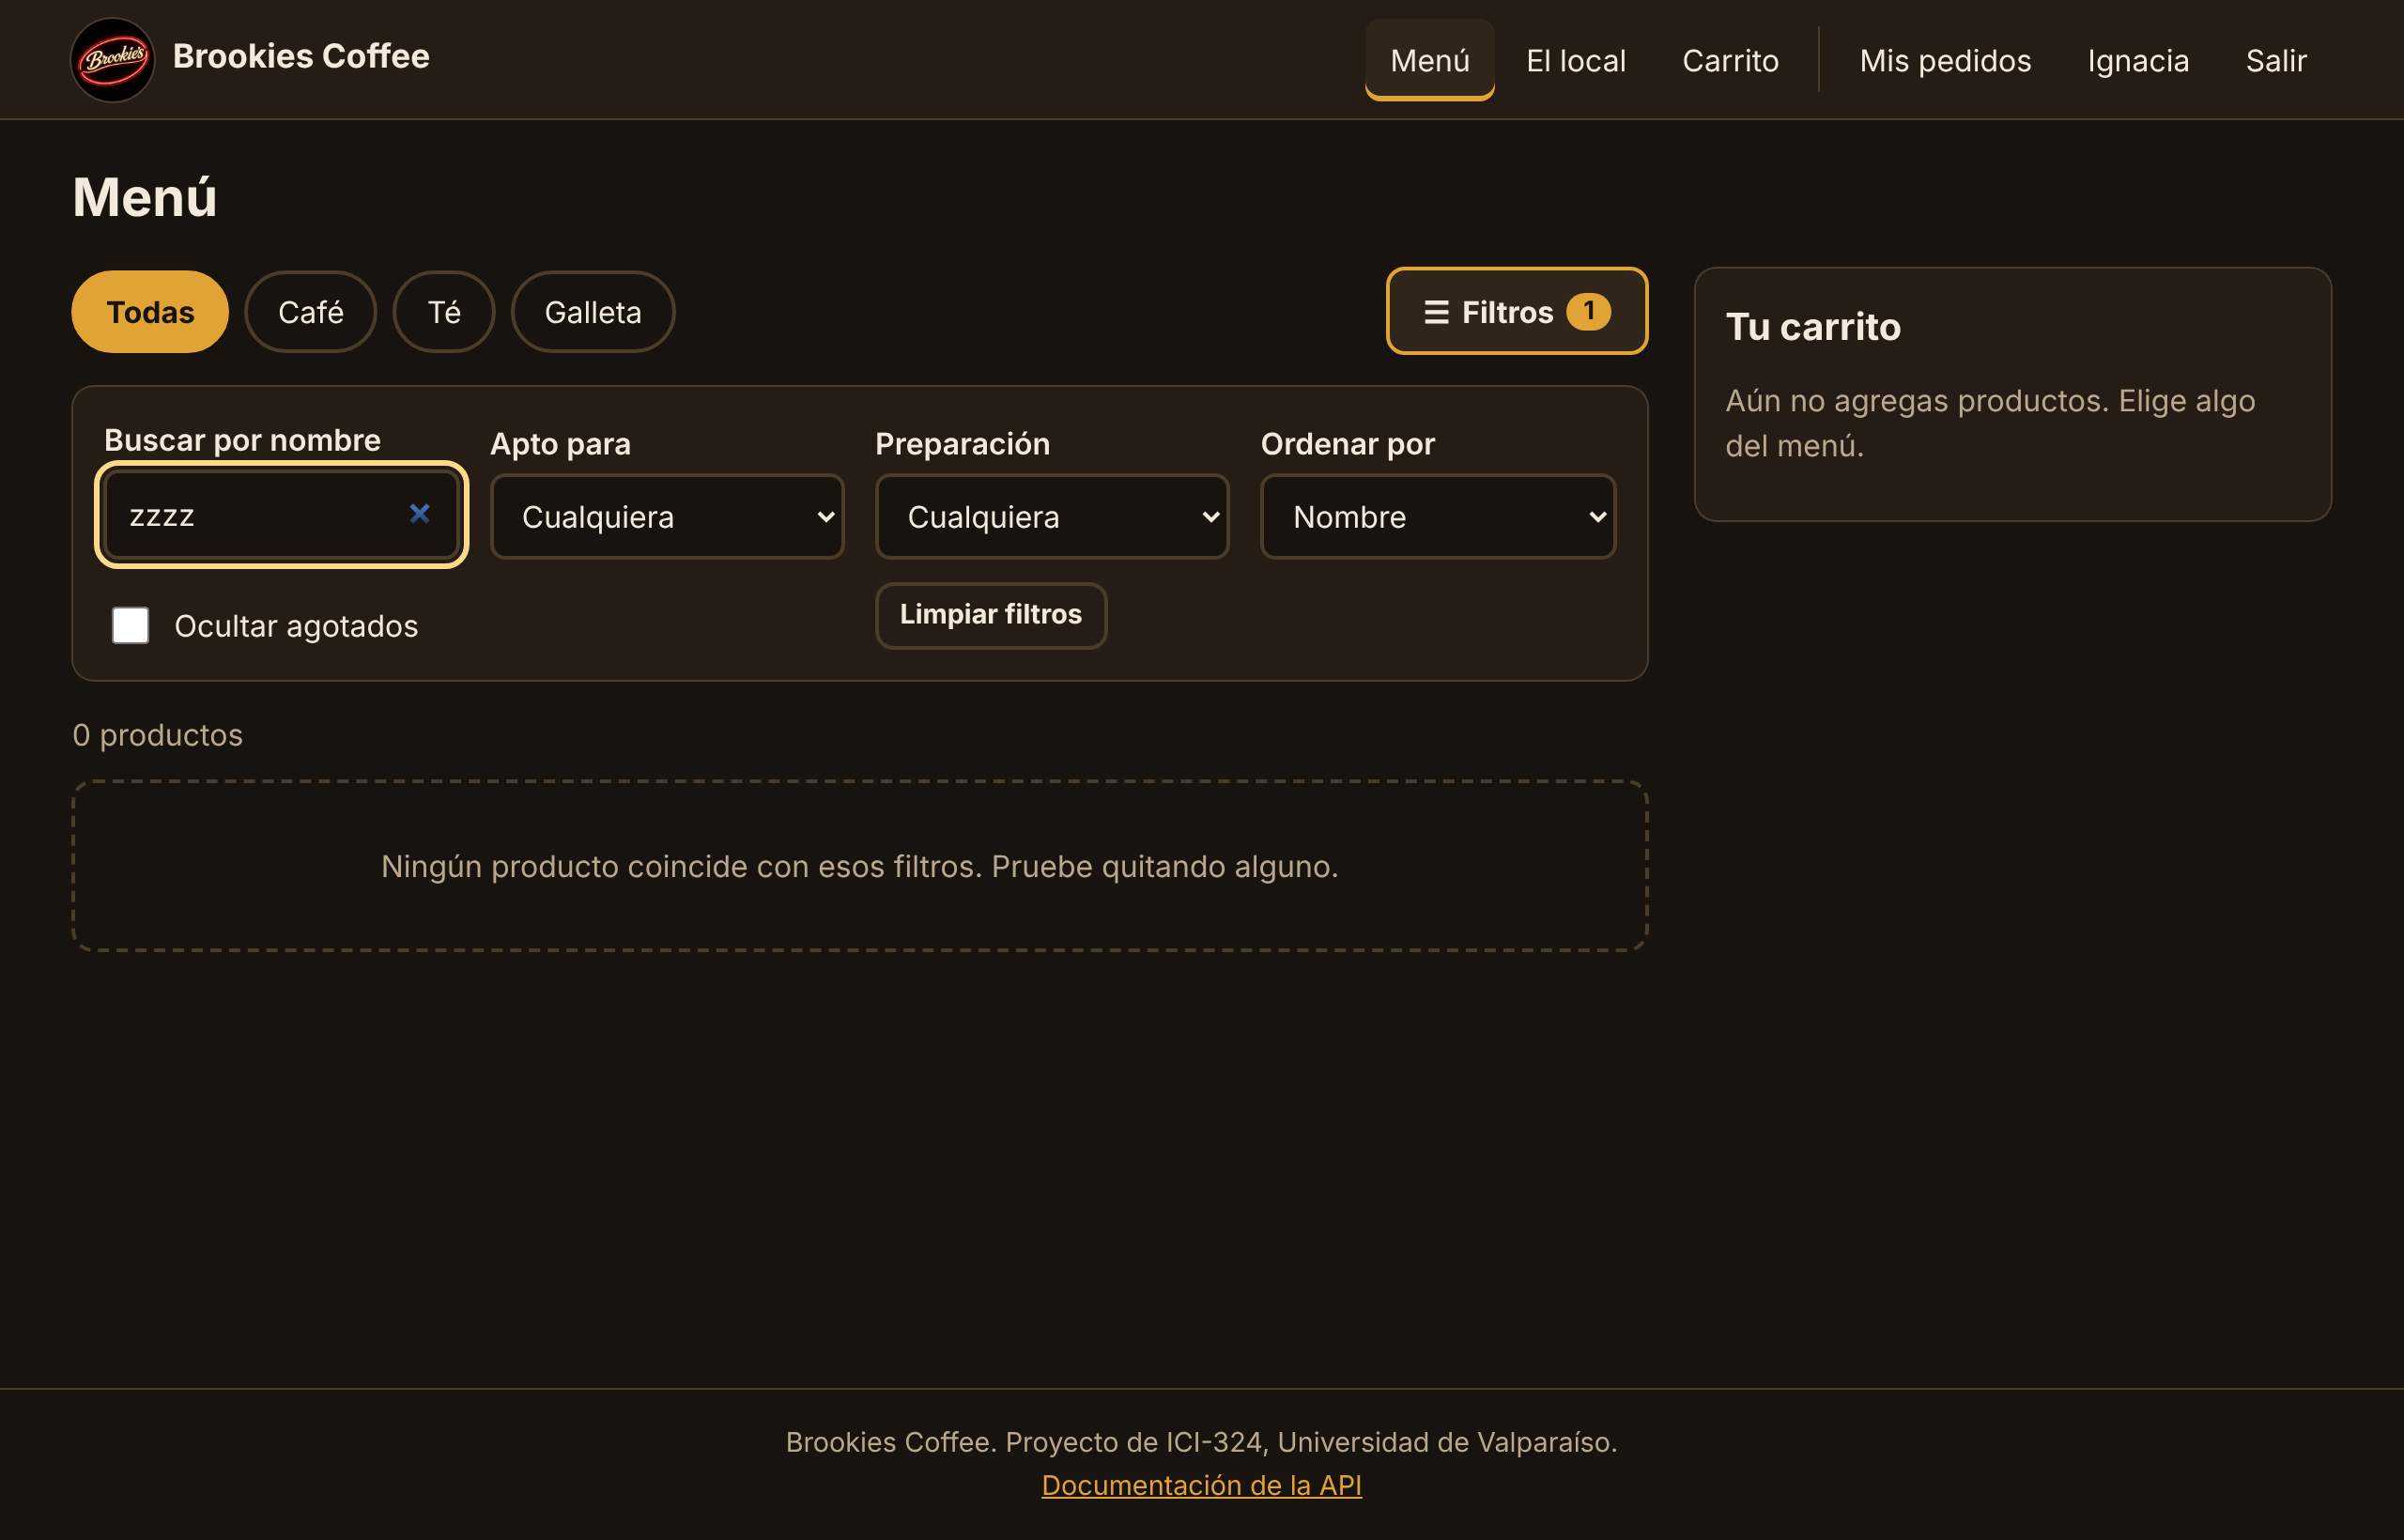 Brookies
Brookies Coffee
Menú
El local
Carrito
Mis pedidos
Ignacia
Salir
Menú
Todas
Café
Té
Galleta
☰ Filtros 1
Tu carrito
Aún no agregas productos. Elige algo
del menú.
Buscar por nombre
Apto para
Preparación
Ordenar por
zzzz
Cualquiera
Cualquiera
Nombre
Ocultar agotados
Limpiar filtros
0 productos
Ningún producto coincide con esos filtros. Pruebe quitando alguno.
Brookies Coffee. Proyecto de ICI-324, Universidad de Valparaíso.
Documentación de la API